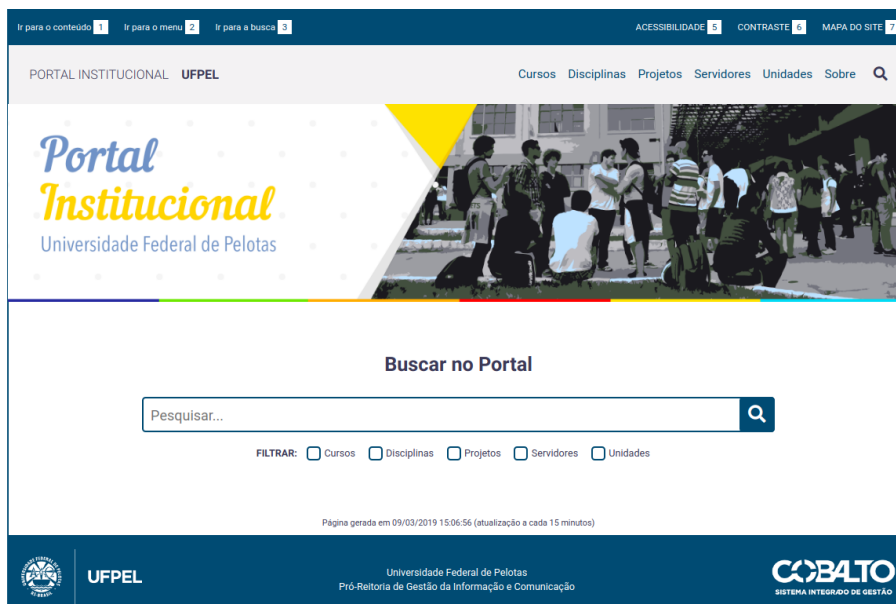 Ir para o conteúdo 1 Ir para o menu 2 Ir para a busca 3 ACESSIBILIDADE 5 CONTRASTE 6 MAPA DO SITE 7
PORTAL INSTITUCIONAL UFPEL Cursos Disciplinas Projetos Servidores Unidades Sobre
Portal
Institucional
Universidade Federal de Pelotas
Buscar no Portal
Pesquisar...
FILTRAR: Cursos Disciplinas Projetos Servidores Unidades
Página gerada em 09/03/2019 15:06:56 (atualização a cada 15 minutos)
UFPEL
Universidade Federal de Pelotas
Pró-Reitoria de Gestão da Informação e Comunicação
COBALTO
SISTEMA INTEGRADO DE GESTÃO